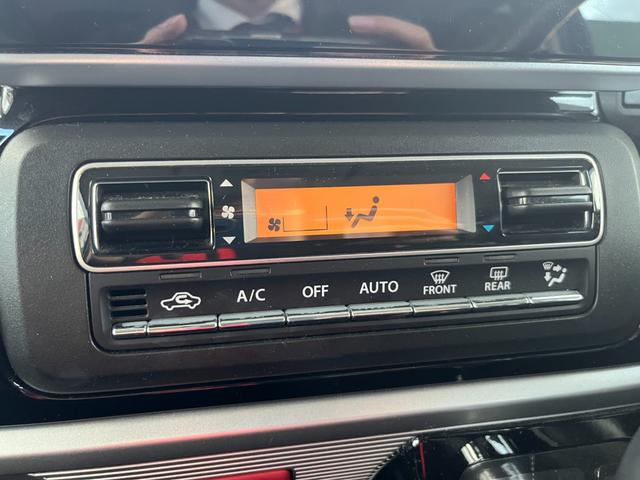 A/C OFF AUTO FRONT REAR